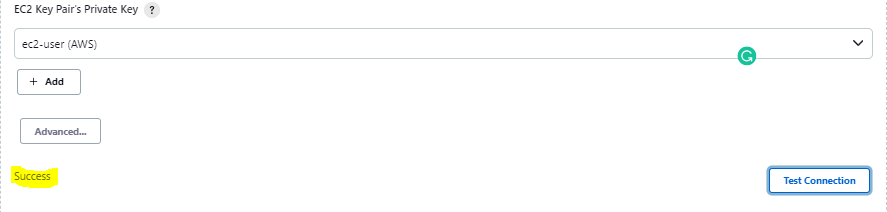 EC2 Key Pair's Private Key ?
ec2-user (AWS)
+ Add
Advanced...
Success
Test Connection